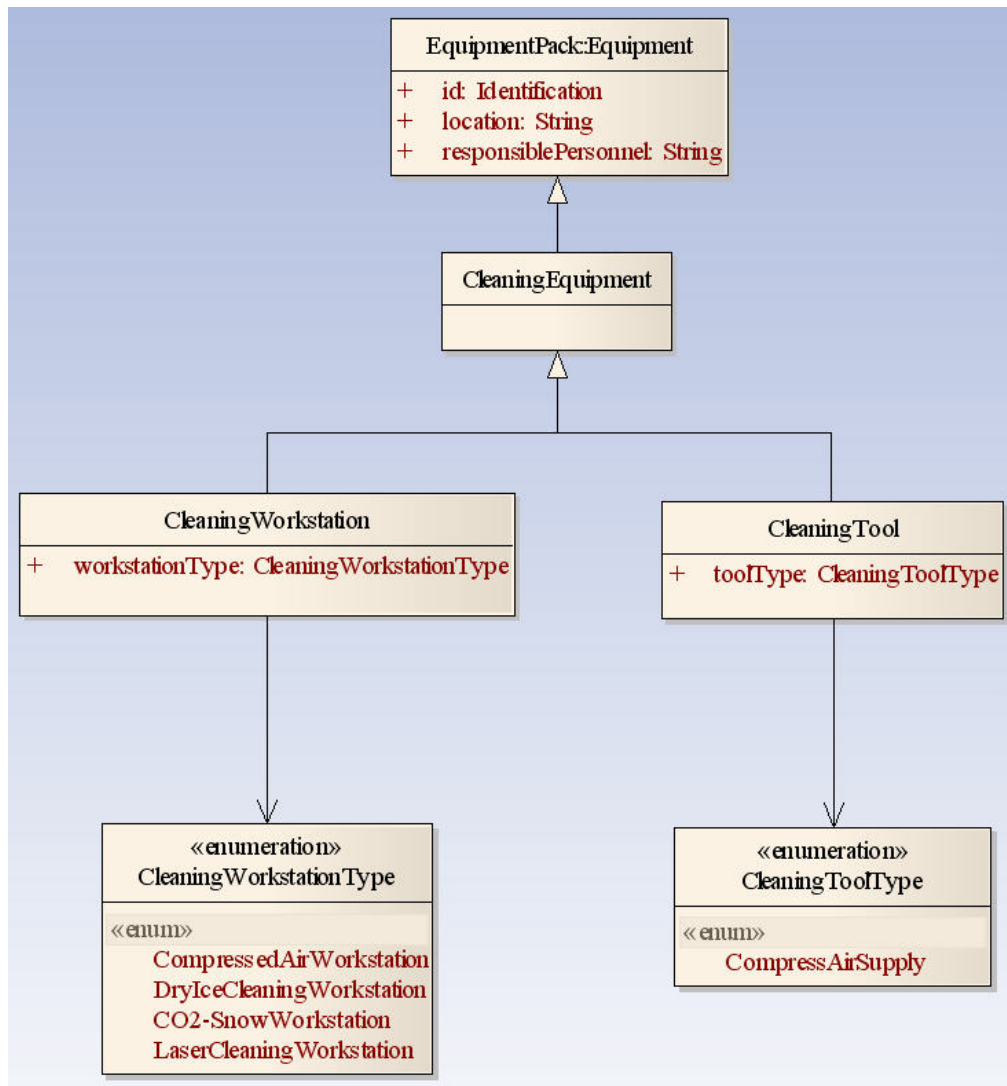 EquipmentPack::Equipment
+ id: Identification
+ location: String
+ responsiblePersonnel: String
CleaningEquipment
CleaningWorkstation
+ workstationType: CleaningWorkstationType
CleaningTool
+ toolType: CleaningToolType
«enumeration»
CleaningWorkstationType
«enum»
CompressedAirWorkstation
DryIceCleaningWorkstation
CO2-SnowWorkstation
LaserCleaningWorkstation
«enumeration»
CleaningToolType
«enum»
CompressAirSupply